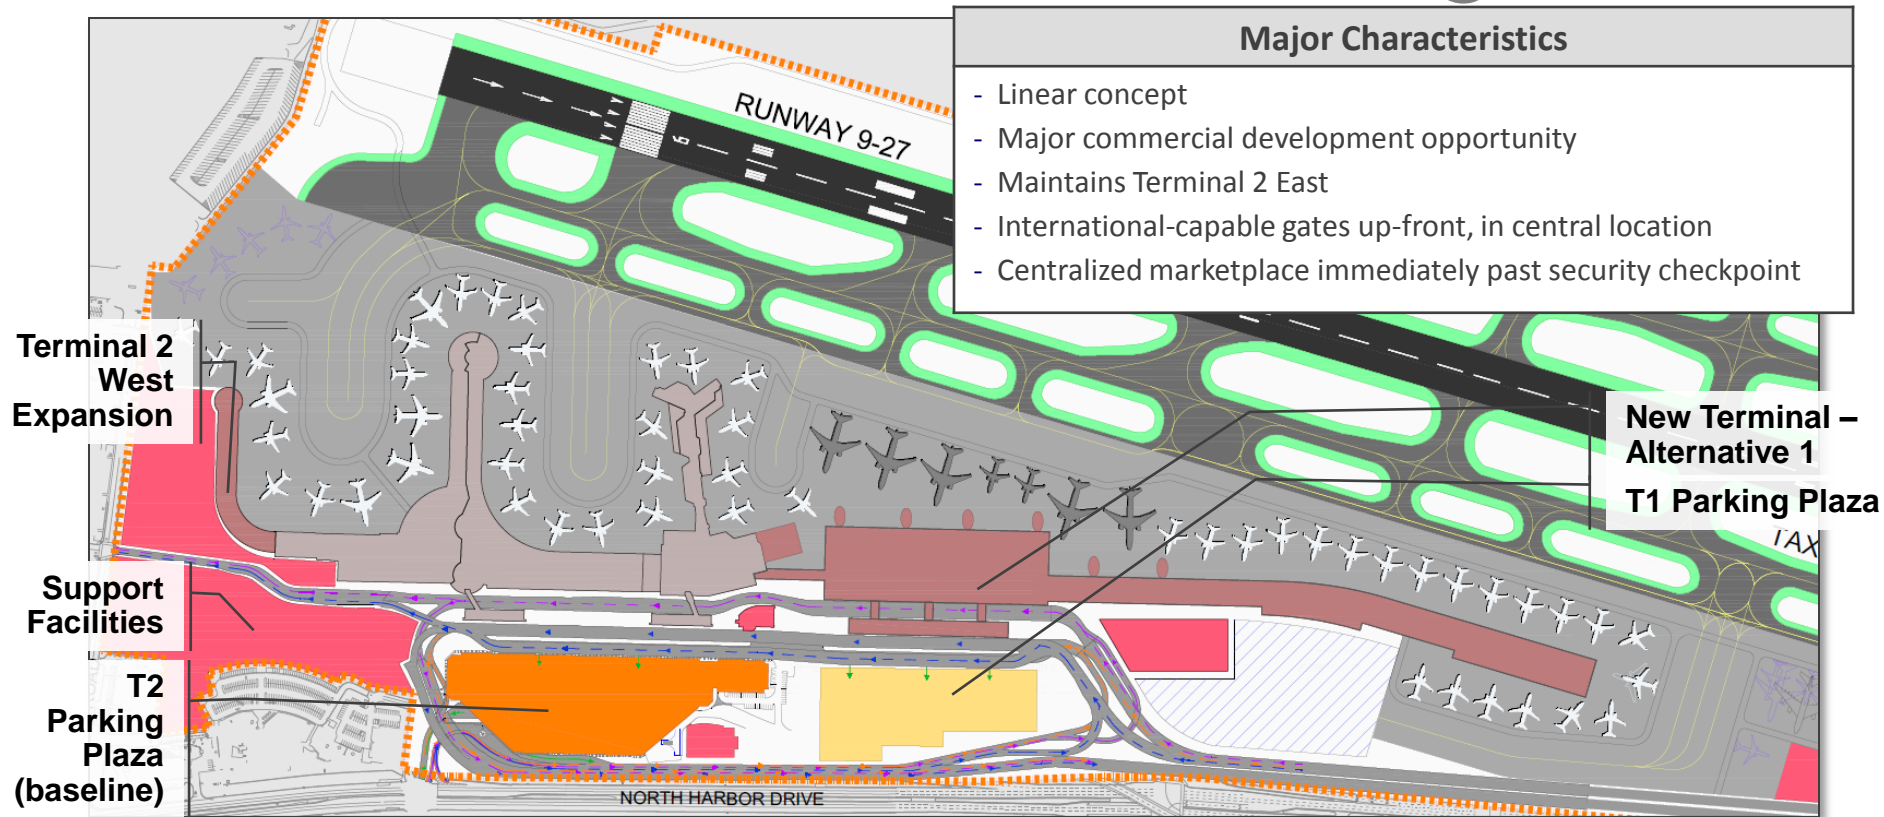 Major Characteristics
- Linear concept
- Major commercial development opportunity
- Maintains Terminal 2 East
- International-capable gates up-front, in central location
- Centralized marketplace immediately past security checkpoint
RUNWAY 9-27
9
Terminal 2
West
Expansion
New Terminal –
Alternative 1
T1 Parking Plaza
TAX
Support
Facilities
T2
Parking
Plaza
(baseline)
NORTH HARBOR DRIVE